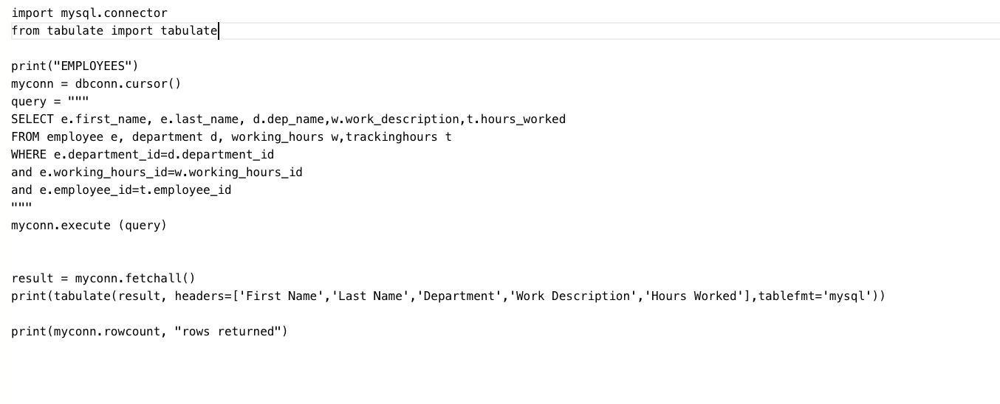 import mysql.connector
from tabulate import tabulate
print("EMPLOYEES")
myconn = dbconn.cursor()
query = """
SELECT e.first_name, e.last_name, d.dep_name,w.work_description,t.hours_worked
FROM employee e, department d, working_hours w,trackinghours t
WHERE e.department_id=d.department_id
and e.working_hours_id=w.working_hours_id
and e.employee_id=t.employee_id
"""
myconn.execute (query)
result = myconn.fetchall()
print(tabulate(result, headers=['First Name','Last Name','Department','Work Description','Hours Worked'],tablefmt='mysql'))
print(myconn.rowcount, "rows returned")